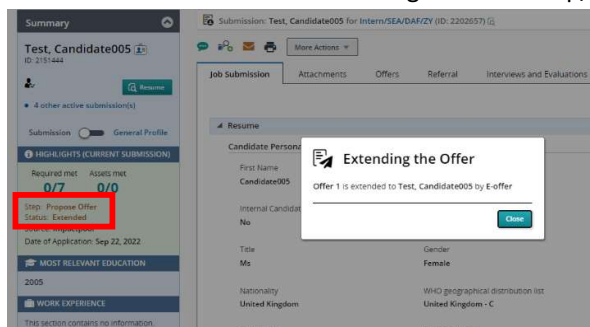 Summary
Submission: Test, Candidate005 for Intern/SEA/DAF/ZY (ID: 2202657)
Test, Candidate005
ID: 2151444
More Actions
Resume
4 other active submission(s)
Job Submission Attachments Offers Referral Interviews and Evaluations
Submission General Profile
Resume
HIGHLIGHTS (CURRENT SUBMISSION)
Candidate Persona
Required met Assets met
0/7 0/0
First Name
Candidate005
Step: Propose Offer
Status: Extended
Internal Candidat
No
Date of Application: Sep 22, 2022
Extending the Offer
Offer 1 is extended to Test, Candidate005 by E-offer
Close
MOST RELEVANT EDUCATION
2005
Title Gender
Ms Female
WORK EXPERIENCE
This section contains no information.
Nationality WHO geographical distribution list
United Kingdom United Kingdom - C